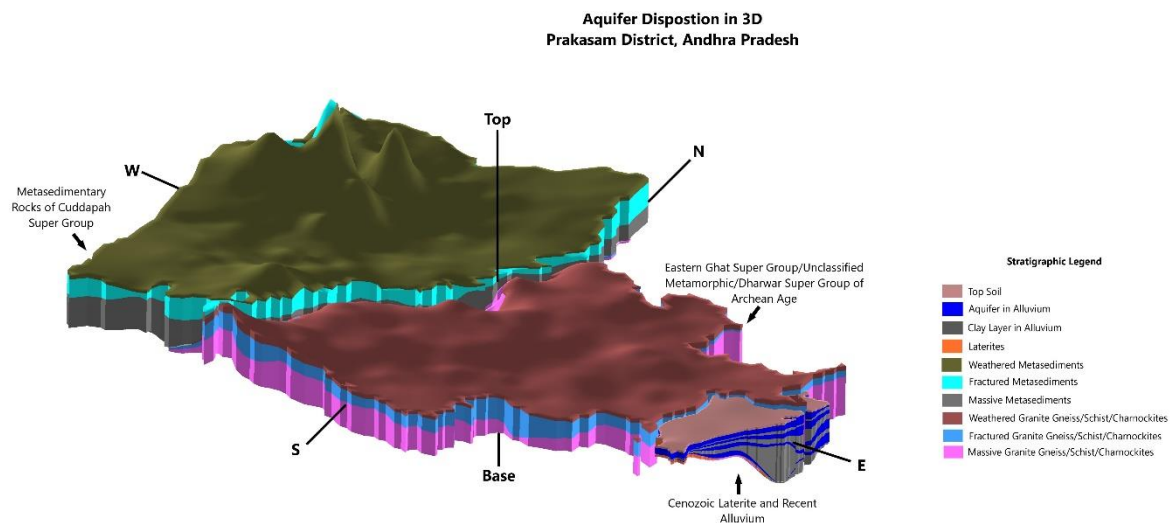 Aquifer Dispostion in 3D
Prakasam District, Andhra Pradesh
Top
N
W
Metasedimentary
Rocks of Cuddapah
Super Group
Eastern Ghat Super Group/Unclassified
Metamorphic/Dharwar Super Group of
Archean Age
S
Base
E
Cenozoic Laterite and Recent
Alluvium
Stratigraphic Legend
Top Soil
Aquifer in Alluvium
Clay Layer in Alluvium
Laterites
Weathered Metasediments
Fractured Metasediments
Massive Metasediments
Weathered Granite Gneiss/Schist/Charnockites
Fractured Granite Gneiss/Schist/Charnockites
Massive Granite Gneiss/Schist/Charnockites